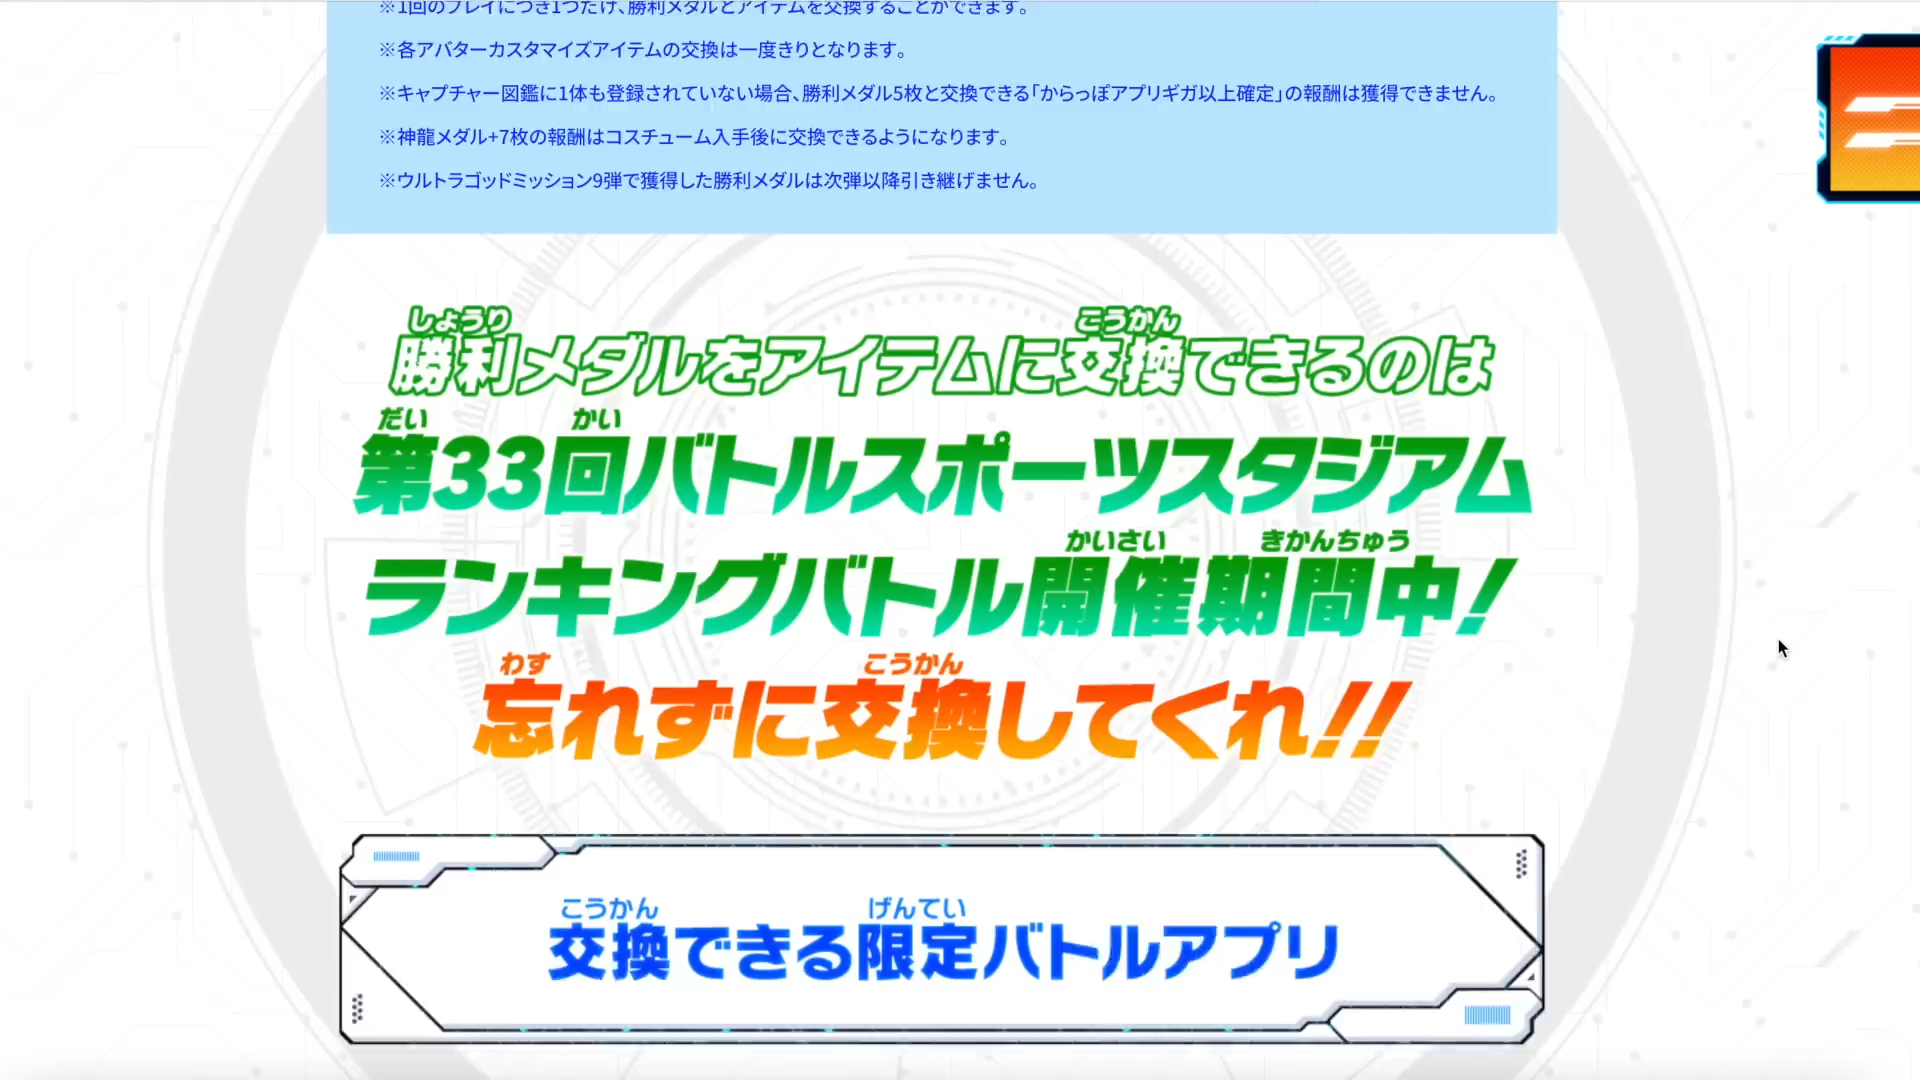 ※1回のプレイにつき1つだけ、勝利メダルとアイテムを交換することができます。
※各アバターカスタマイズアイテムの交換は一度きりとなります。
※キャプチャー図鑑に1体も登録されていない場合、勝利メダル5枚と交換できる「からっぽアプリギガ以上確定」の報酬は獲得できません。
※神龍メダル+7枚の報酬はコスチューム入手後に交換できるようになります。
※ウルトラゴッドミッション9弾で獲得した勝利メダルは次弾以降引き継げません。
しょうり こうかん
勝利メダルをアイテムに交換できるのは
だい かい
第33回バトルスポーツスタジアム
かいさい きかんちゅう
ランキングバトル開催期間中!
わす こうかん
忘れずに交換してくれ!!
こうかん げんてい
交換できる限定バトルアプリ